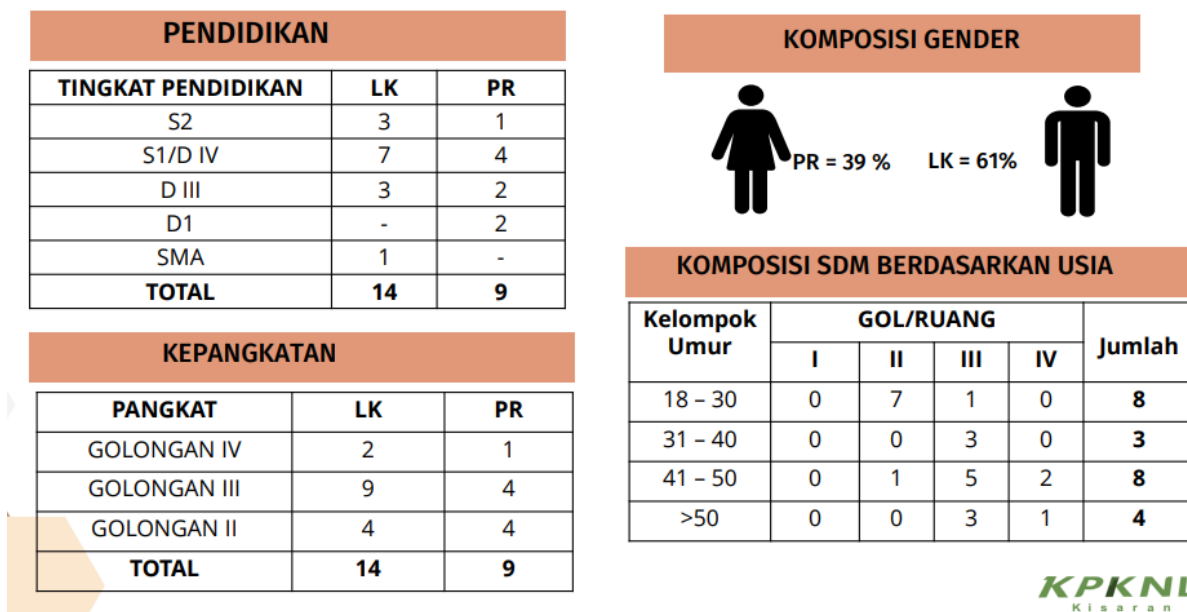 PENDIDIKAN
TINGKAT PENDIDIKAN LK PR
S2 3 1
S1/D IV 7 4
D III 3 2
D1 - 2
SMA 1 -
TOTAL 14 9
KEPANGKATAN
PANGKAT LK PR
GOLONGAN IV 2 1
GOLONGAN III 9 4
GOLONGAN II 4 4
TOTAL 14 9
KOMPOSISI GENDER
PR = 39 % LK = 61%
KOMPOSISI SDM BERDASARKAN USIA
Kelompok Umur GOL/RUANG Jumlah
I II III IV
18 – 30 0 7 1 0 8
31 – 40 0 0 3 0 3
41 – 50 0 1 5 2 8
>50 0 0 3 1 4
KPKNL
Kisaran